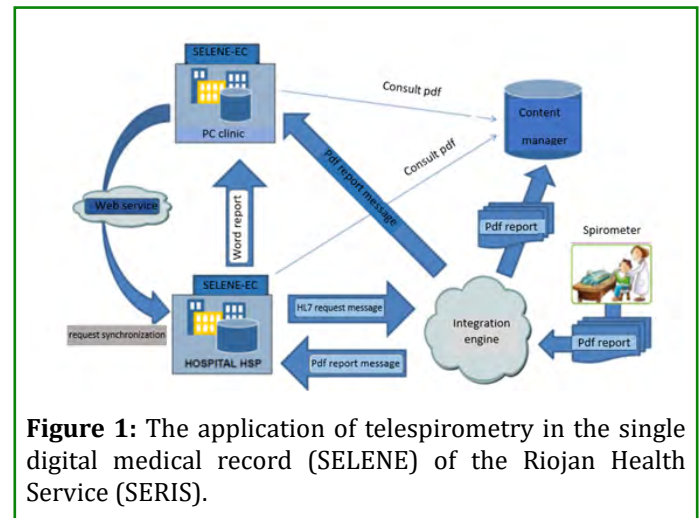 SELENE-EC
PC clinic
Consult pdf
Content
manager
Consult pdf
Pdf report message
Web service
Word report
Pdf report
Spirometer
SELENE-EC
HL7 request message
Integration
engine
Pdf report
request synchronization
HOSPITAL HSP
Pdf report message
Figure 1: The application of telespirometry in the single
digital medical record (SELENE) of the Riojan Health
Service (SERIS).